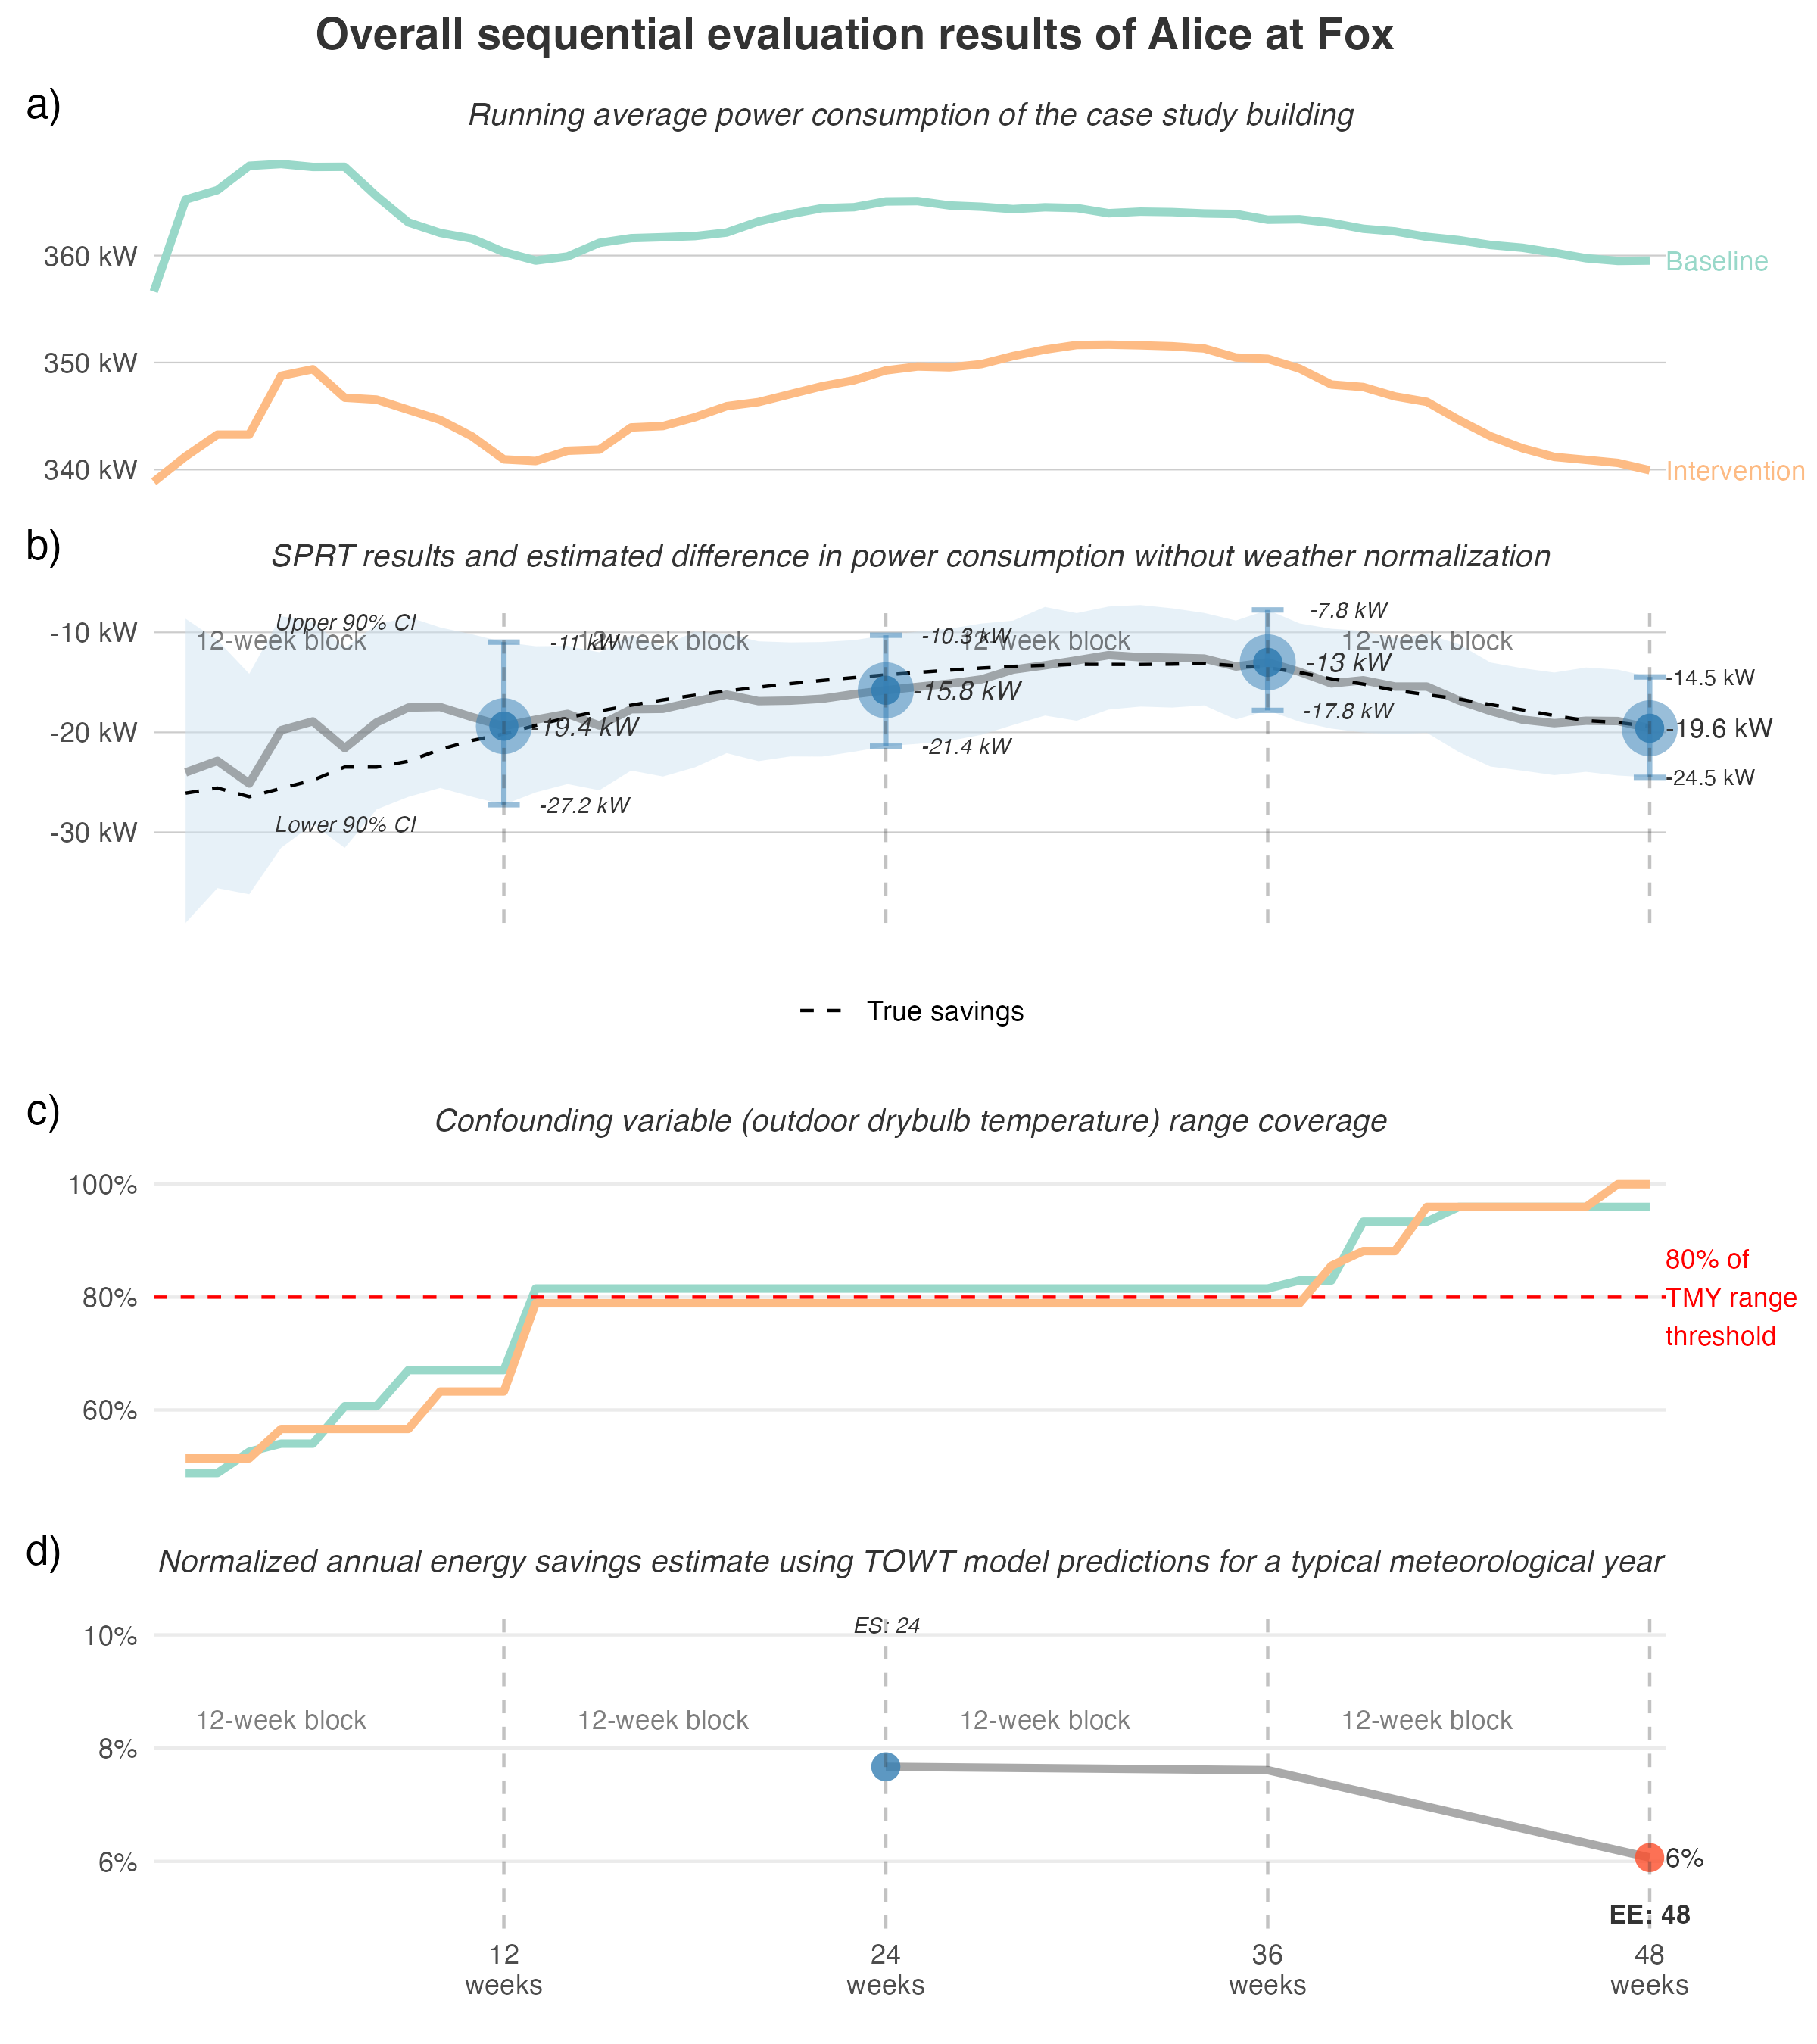 Overall sequential evaluation results of Alice at Fox
a)
Running average power consumption of the case study building
360 kW
350 kW
340 kW
Baseline
Intervention
b)
SPRT results and estimated difference in power consumption without weather normalization
-10 kW
-20 kW
-30 kW
Upper 90% CI
Lower 90% CI
12-week block
12-week block
12-week block
12-week block
-11 kW
-19.4 kW
-27.2 kW
-10.3 kW
-15.8 kW
-21.4 kW
-7.8 kW
-13 kW
-17.8 kW
-14.5 kW
-19.6 kW
-24.5 kW
True savings
c)
Confounding variable (outdoor drybulb temperature) range coverage
100%
80%
60%
80% of
TMY range
threshold
d)
Normalized annual energy savings estimate using TOWT model predictions for a typical meteorological year
10%
8%
6%
ES: 24
12-week block
12-week block
12-week block
12-week block
6%
EE: 48
12
weeks
24
weeks
36
weeks
48
weeks